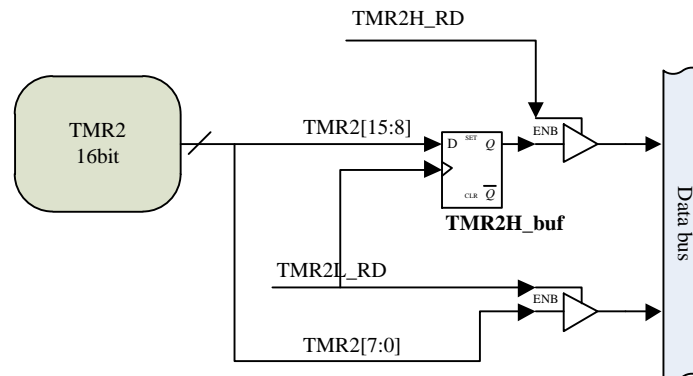 TMR2H_RD
TMR2
16bit
TMR2[15:8]
D SET Q
CLR Q
ENB
TMR2H_buf
TMR2L_RD
ENB
TMR2[7:0]
Data bus